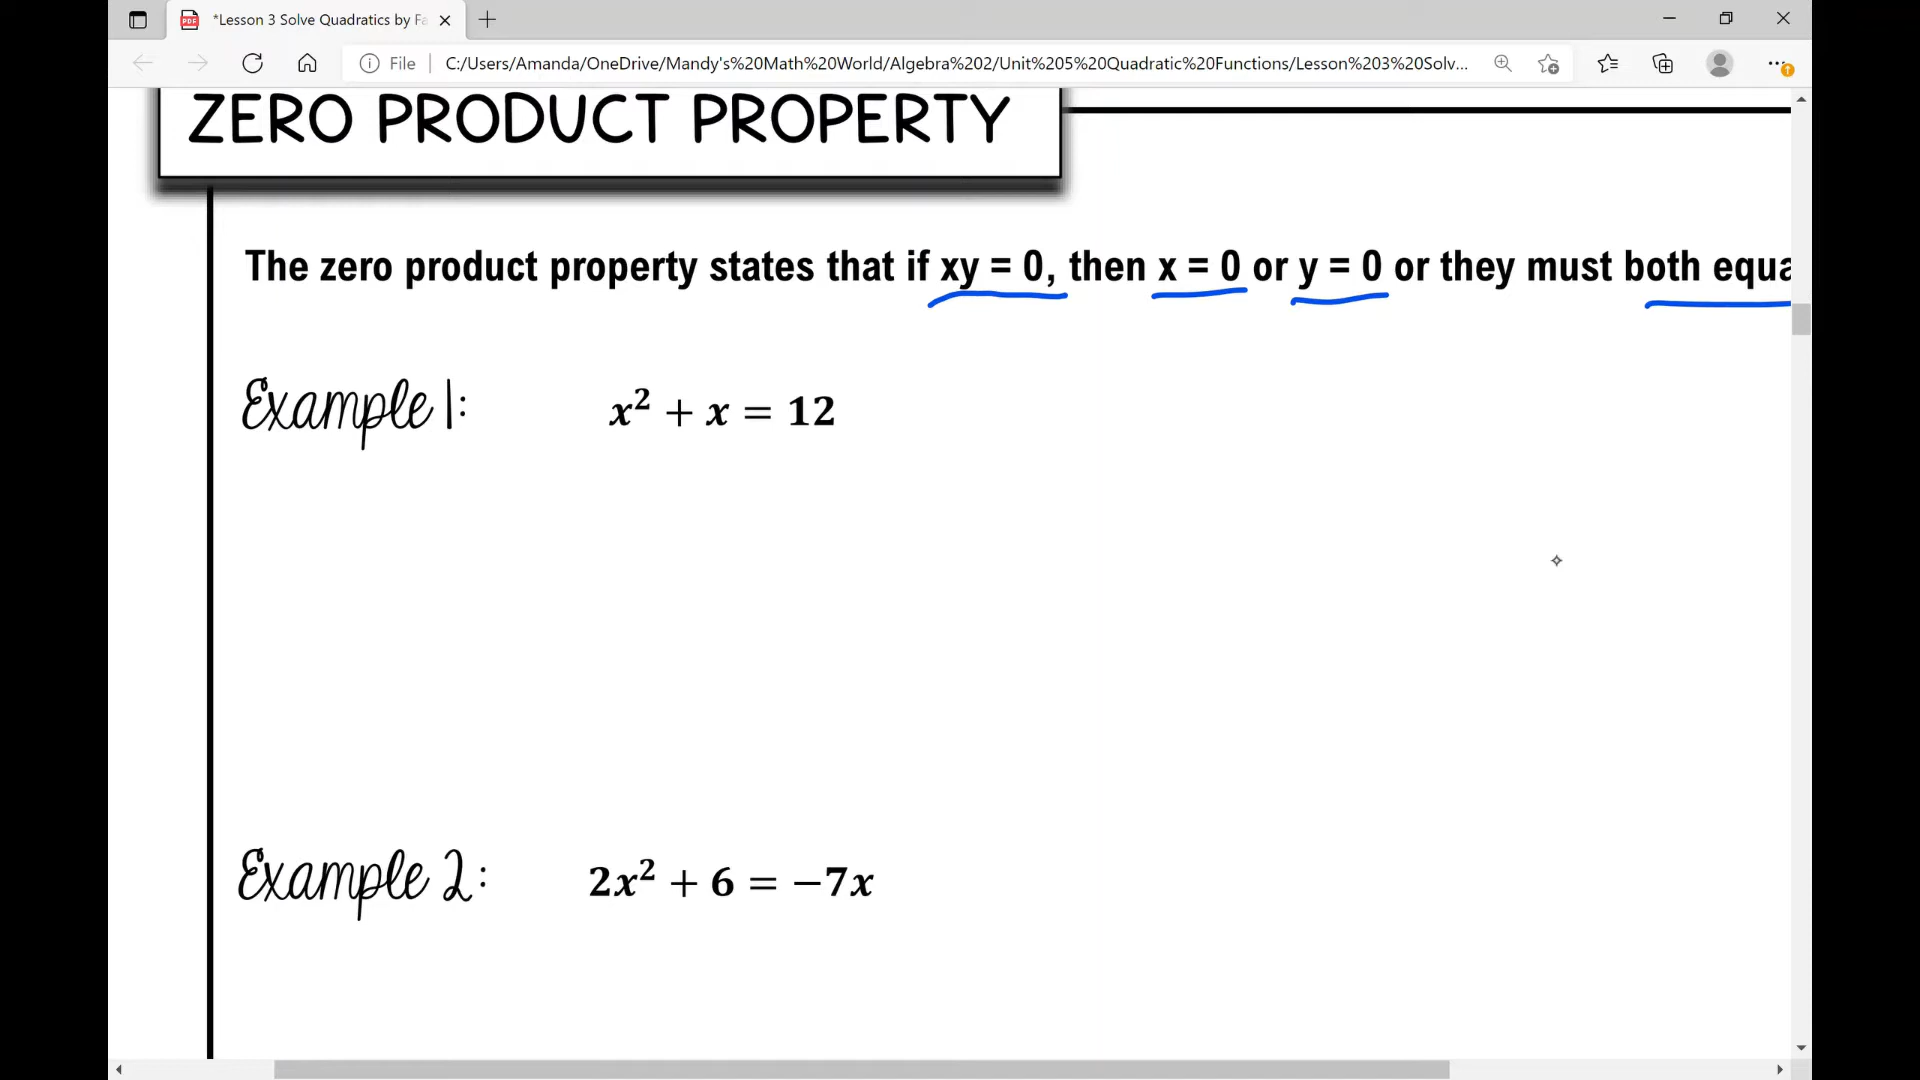 *Lesson 3 Solve Quadratics by Fa
File
C:/Users/Amanda/OneDrive/Mandy's%20Math%20World/Algebra%202/Unit%205%20Quadratic%20Functions/Lesson%203%20Solv...
ZERO PRODUCT PROPERTY
The zero product property states that if xy = 0, then x = 0 or y = 0 or they must both equa
Example 1: x² + x = 12
Example 2: 2x² + 6 = −7x